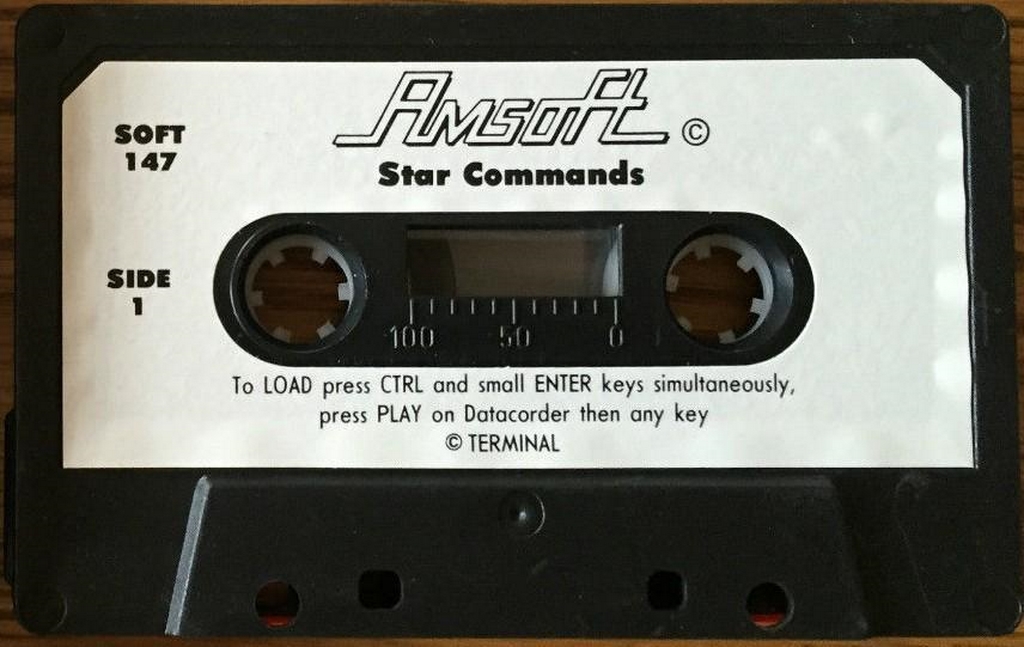 Amsoft ©
Star Commands
SOFT
147
SIDE
1
100 50 0
To LOAD press CTRL and small ENTER keys simultaneously,
press PLAY on Datacorder then any key
© TERMINAL